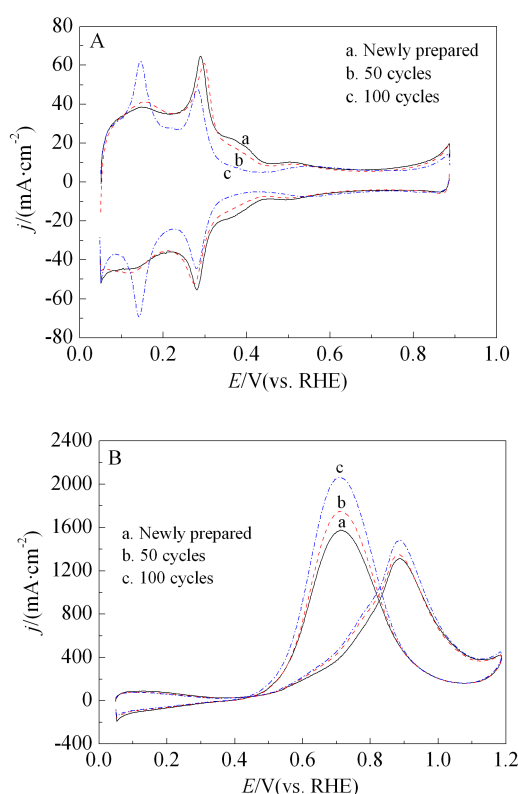 A
a. Newly prepared
b. 50 cycles
c. 100 cycles
80
60
40
20
0
-20
-40
-60
-80
a
b
c
j/(mA·cm⁻²)
0.0 0.2 0.4 0.6 0.8 1.0
E/V(vs. RHE)
B
a. Newly prepared
b. 50 cycles
c. 100 cycles
2400
2000
1600
1200
800
400
0
-400
c
b
a
j/(mA·cm⁻²)
0.0 0.2 0.4 0.6 0.8 1.0 1.2
E/V(vs. RHE)